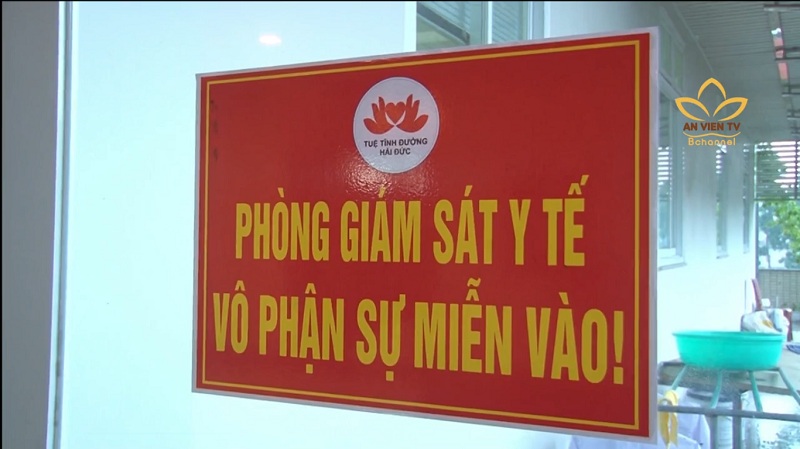 TUỆ TĨNH ĐƯỜNG
HẢI ĐỨC
PHÒNG GIÁM SÁT Y TẾ
VÔ PHẬN SỰ MIỄN VÀO!
AN VIEN TV
Bchannel